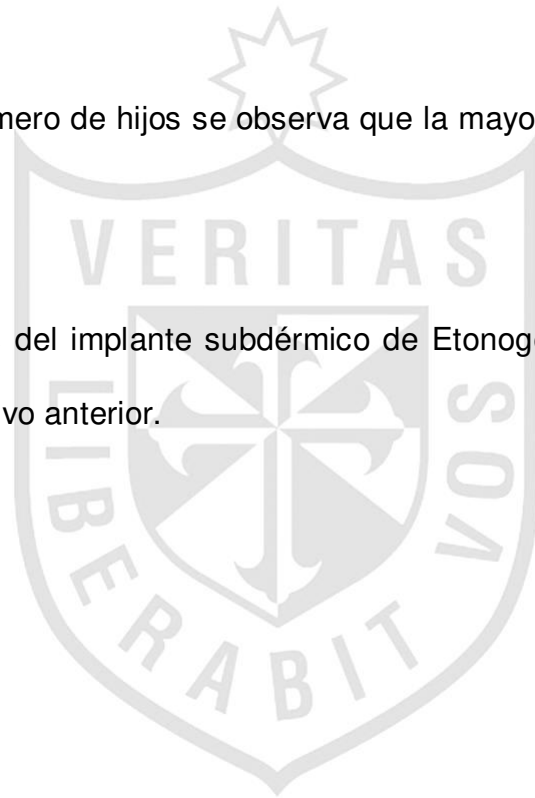 mero de hijos se observa que la mayo
VERITAS
del implante subdérmico de Etonog
vo anterior.
LIBERABIT VOS